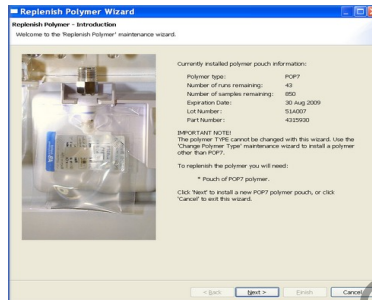 Replenish Polymer Wizard
Replenish Polymer - Introduction
Welcome to the 'Replenish Polymer' maintenance wizard.
Currently installed polymer pouch information:
Polymer type: POP7
Number of runs remaining: 43
Number of samples remaining: 850
Expiration Date: 30 Aug 2009
Lot Number: 51A007
Part Number: 4315930
IMPORTANT NOTE!
The polymer TYPE cannot be changed with this wizard. Use the
'Change Polymer Type' maintenance wizard to install a polymer
other than POP7.
To replenish the polymer you will need:
* Pouch of POP7 polymer.
Click 'Next' to install a new POP7 polymer pouch, or click
'Cancel' to exit this wizard.
< Back Next > Finish Cancel